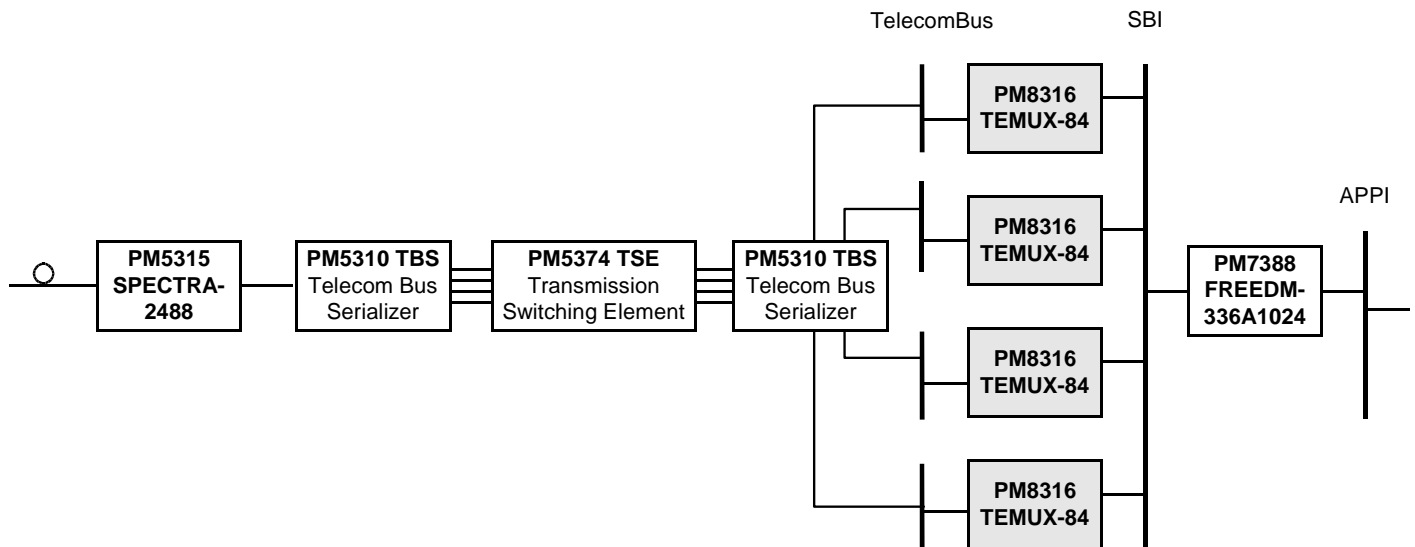 TelecomBus
SBI
PM8316
TEMUX-84
PM8316
TEMUX-84
APPI
PM5315
SPECTRA-
2488
PM5310 TBS
Telecom Bus
Serializer
PM5374 TSE
Transmission
Switching Element
PM5310 TBS
Telecom Bus
Serializer
PM7388
FREEDM-
336A1024
PM8316
TEMUX-84
PM8316
TEMUX-84